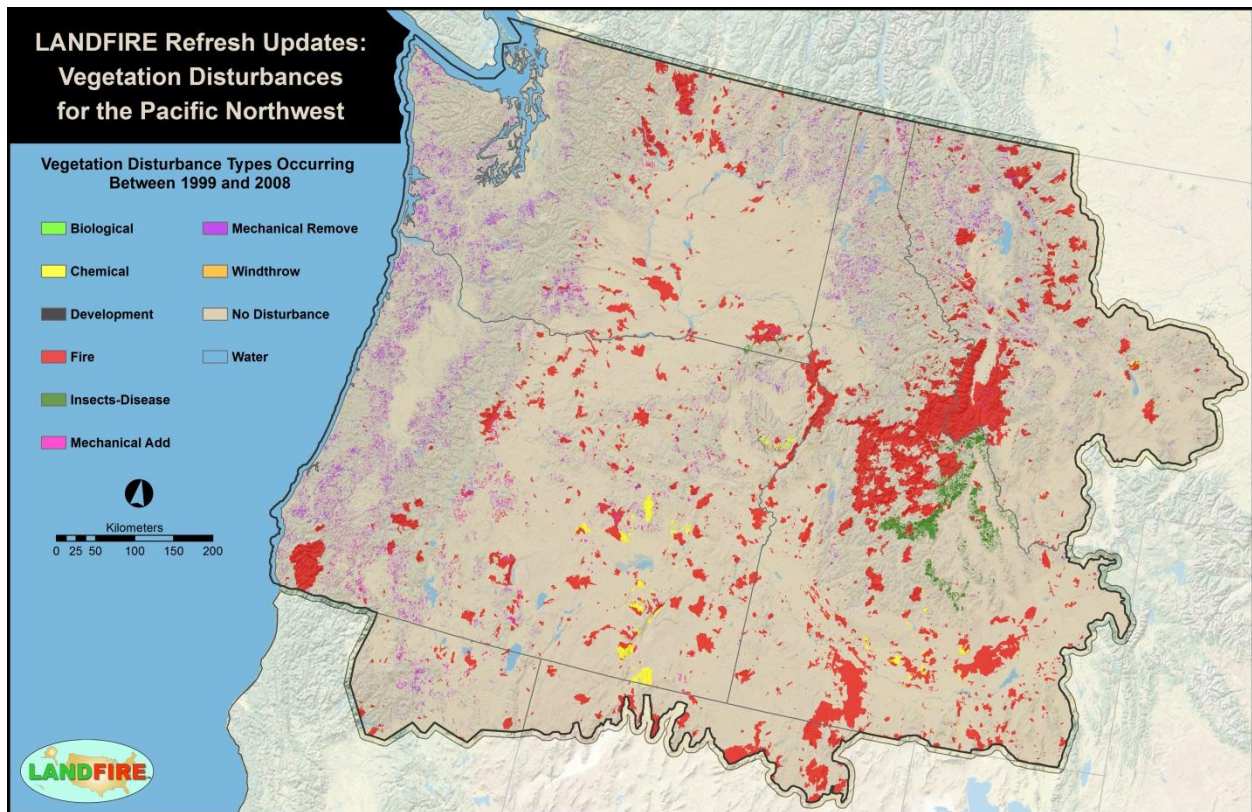 LANDFIRE Refresh Updates:
Vegetation Disturbances
for the Pacific Northwest
Vegetation Disturbance Types Occurring
Between 1999 and 2008
Biological
Chemical
Development
Fire
Insects-Disease
Mechanical Add
Mechanical Remove
Windthrow
No Disturbance
Water
Kilometers
0 25 50 100 150 200
LANDFIRE